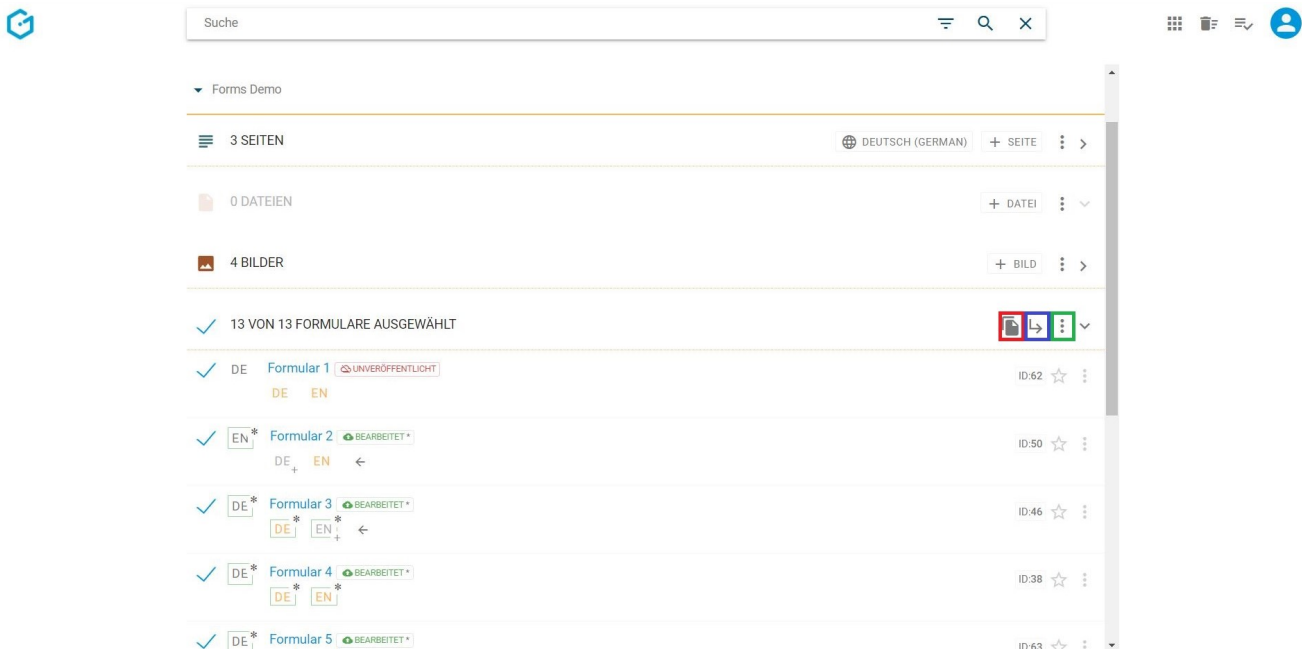 Suche
Forms Demo
3 SEITEN DEUTSCH (GERMAN) + SEITE
0 DATEIEN + DATEI
4 BILDER + BILD
13 VON 13 FORMULARE AUSGEWÄHLT
DE Formular 1 UNVERÖFFENTLICHT ID:62
DE EN
EN* Formular 2 BEARBEITET * ID:50
DE+ EN
DE* Formular 3 BEARBEITET * ID:46
DE* EN*+
DE* Formular 4 BEARBEITET * ID:38
DE* EN*
DE* Formular 5 BEARBEITET * ID:63